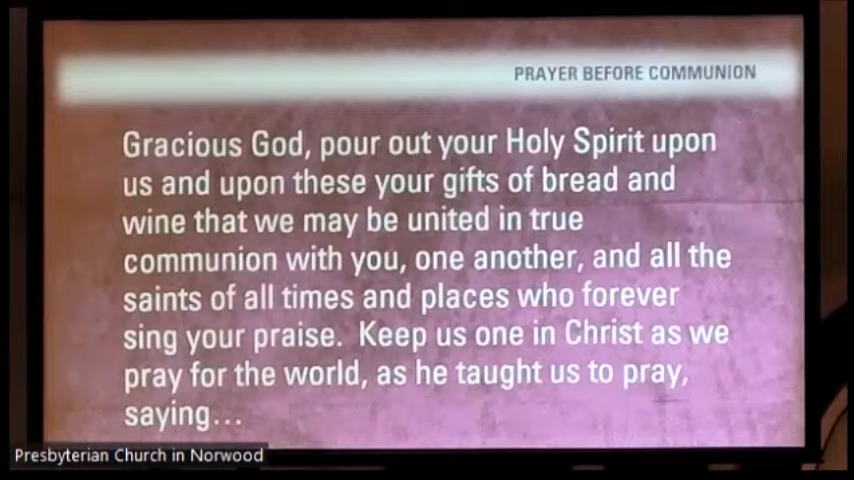 PRAYER BEFORE COMMUNION
Gracious God, pour out your Holy Spirit upon
us and upon these your gifts of bread and
wine that we may be united in true
communion with you, one another, and all the
saints of all times and places who forever
sing your praise. Keep us one in Christ as we
pray for the world, as he taught us to pray,
saying...
Presbyterian Church in Norwood